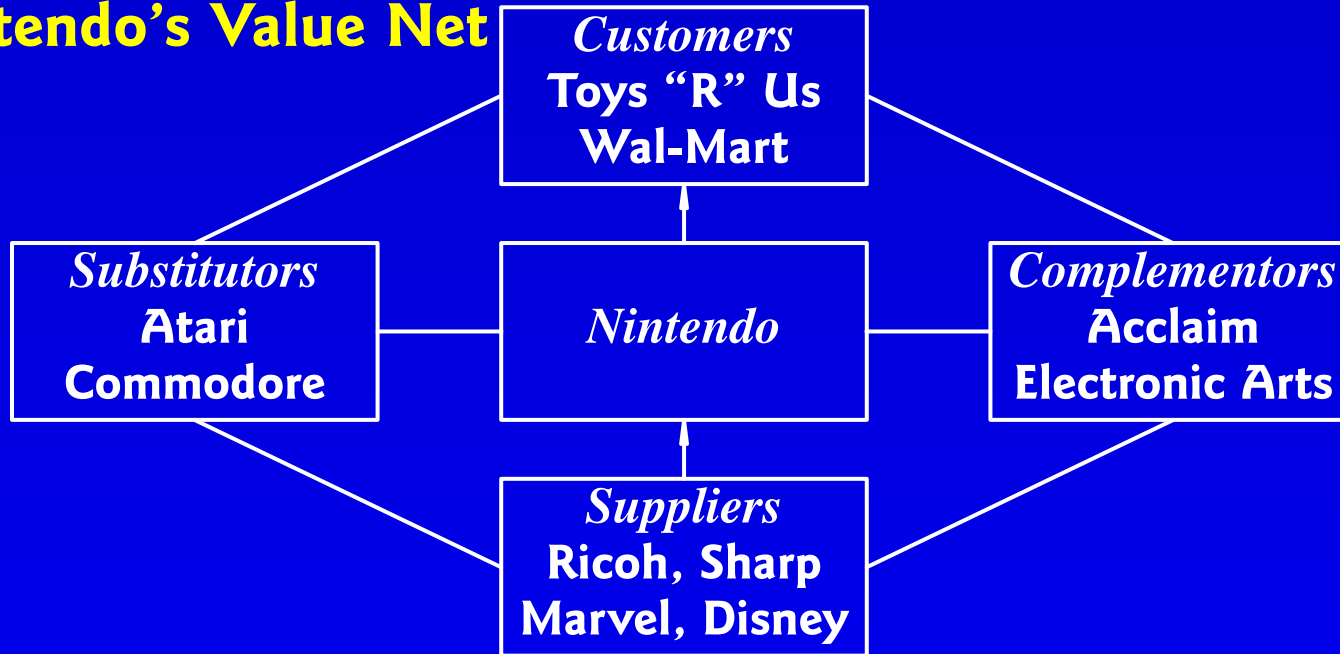 tendo’s Value Net
Customers
Toys “R” Us
Wal-Mart
Substitutors
Atari
Commodore
Nintendo
Complementors
Acclaim
Electronic Arts
Suppliers
Ricoh, Sharp
Marvel, Disney